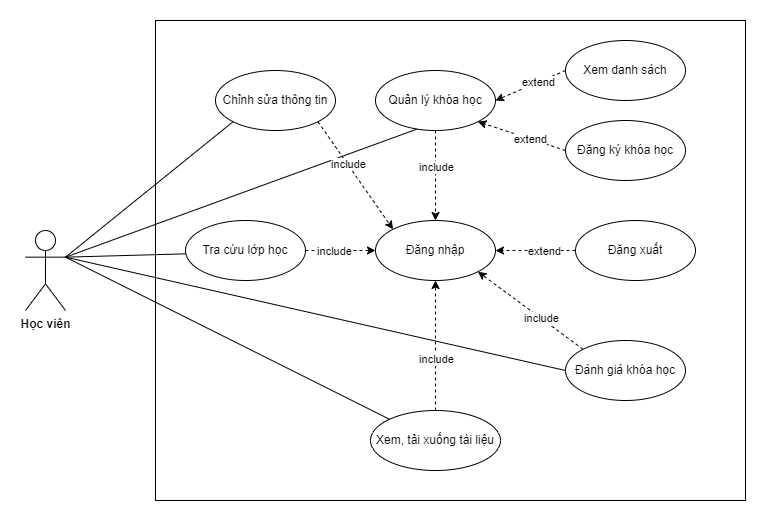 Xem danh sách
extend
Chỉnh sửa thông tin
Quản lý khóa học
extend
Đăng ký khóa học
include
include
Tra cứu lớp học
include
Đăng nhập
extend
Đăng xuất
Học viên
include
include
Đánh giá khóa học
Xem, tải xuống tài liệu